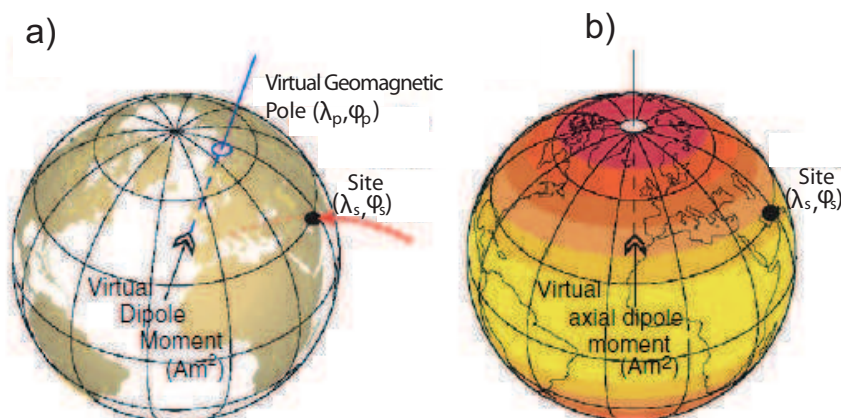 a)
Virtual Geomagnetic
Pole (λₚ,φₚ)
Site
(λₛ,φₛ)
Virtual
Dipole
Moment
(Am²)
b)
Site
(λₛ,φₛ)
Virtual
axial dipole
moment
(Am²)